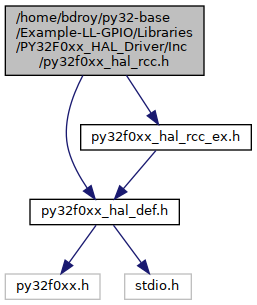 /home/bdroy/py32-base
/Example-LL-GPIO/Libraries
/PY32F0xx_HAL_Driver/Inc
/py32f0xx_hal_rcc.h
py32f0xx_hal_rcc_ex.h
py32f0xx_hal_def.h
py32f0xx.h
stdio.h